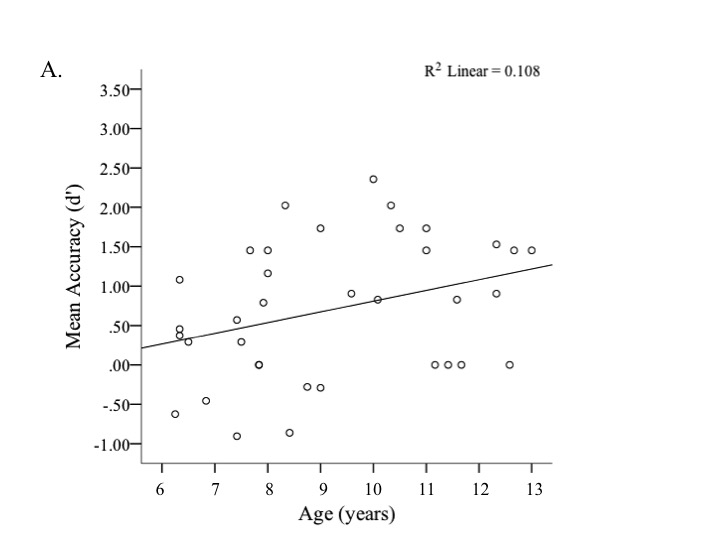 A.
R² Linear = 0.108
3.50
3.00
2.50
2.00
1.50
1.00
.50
.00
-.50
-1.00
Mean Accuracy (d')
6 7 8 9 10 11 12 13
Age (years)